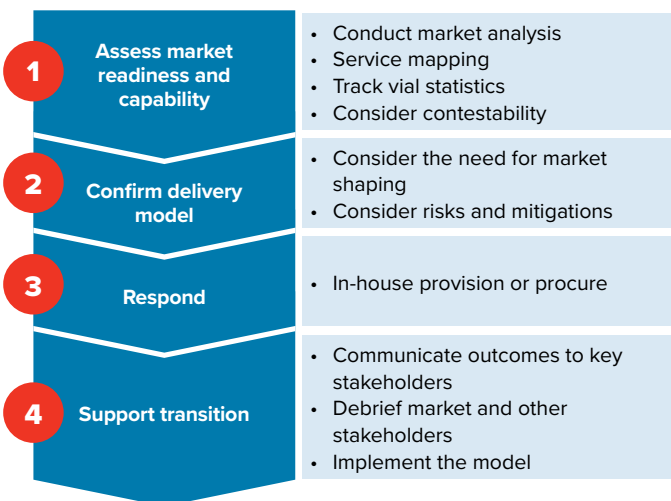 1
Assess market
readiness and
capability
• Conduct market analysis
• Service mapping
• Track vial statistics
• Consider contestability
2
Confirm delivery
model
• Consider the need for market
shaping
• Consider risks and mitigations
3
Respond
• In-house provision or procure
4
Support transition
• Communicate outcomes to key
stakeholders
• Debrief market and other
stakeholders
• Implement the model